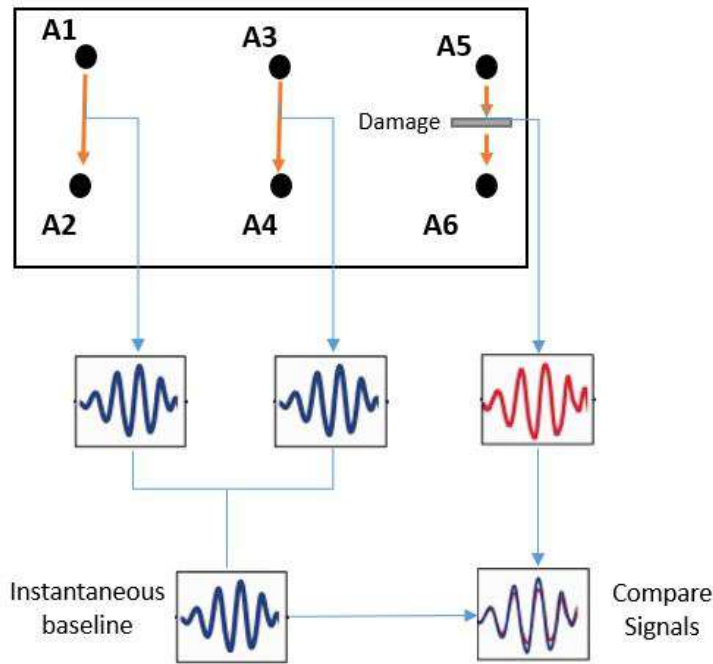 A1
A3
A5
Damage
A2
A4
A6
Instantaneous
baseline
Compare
Signals